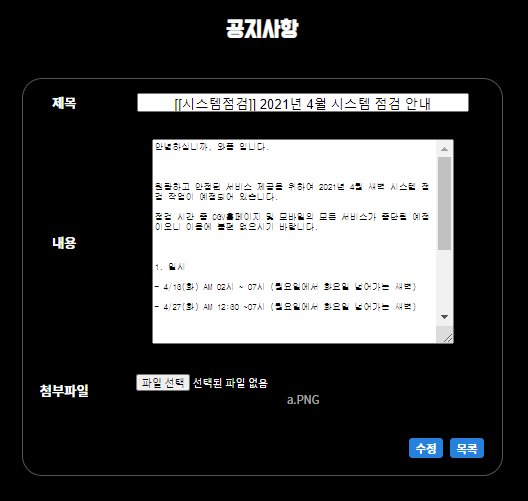 공지사항
제목
[[시스템점검]] 2021년 4월 시스템 점검 안내
안녕하십니까, 와플 입니다.
원활하고 안정된 서비스 제공을 위하여 2021년 4월 새벽 시스템 점
검 작업이 예정되어 있습니다.
점검 시간 중 CGV홈페이지 및 모바일의 모든 서비스가 중단될 예정
이오니 이용에 불편 없으시기 바랍니다.
내용
1. 일시
- 4/13(화) AM 02시 ~ 07시 (월요일에서 화요일 넘어가는 새벽)
- 4/27(화) AM 12:30 ~07시 (월요일에서 화요일 넘어가는 새벽)
첨부파일
파일 선택 선택된 파일 없음
a.PNG
수정 목록